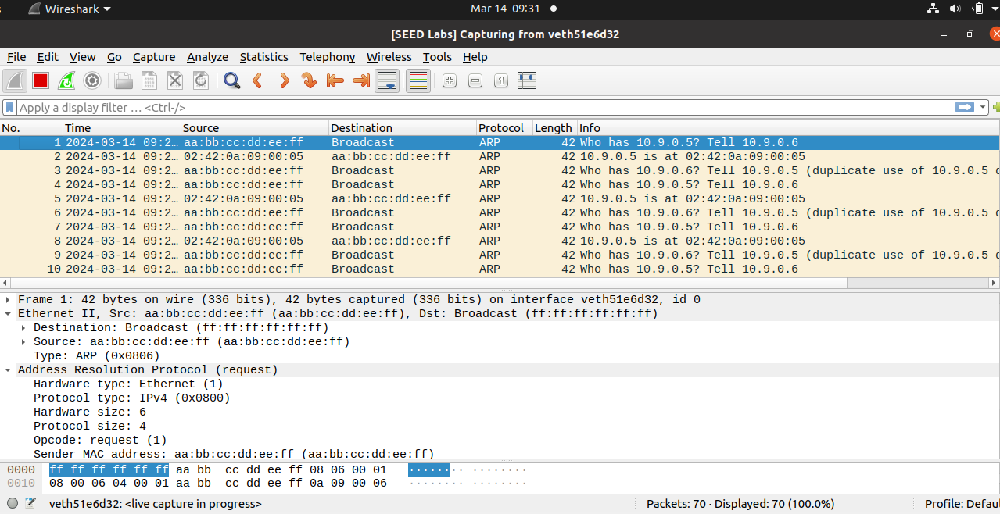 Wireshark Mar 14 09:31
[SEED Labs] Capturing from veth51e6d32
File Edit View Go Capture Analyze Statistics Telephony Wireless Tools Help
Apply a display filter … <Ctrl-/>
No. Time Source Destination Protocol Length Info
1 2024-03-14 09:2… aa:bb:cc:dd:ee:ff Broadcast ARP 42 Who has 10.9.0.5? Tell 10.9.0.6
2 2024-03-14 09:2… 02:42:0a:09:00:05 aa:bb:cc:dd:ee:ff ARP 42 10.9.0.5 is at 02:42:0a:09:00:05
3 2024-03-14 09:2… aa:bb:cc:dd:ee:ff Broadcast ARP 42 Who has 10.9.0.6? Tell 10.9.0.5 (duplicate use of 10.9.0.5
4 2024-03-14 09:2… aa:bb:cc:dd:ee:ff Broadcast ARP 42 Who has 10.9.0.5? Tell 10.9.0.6
5 2024-03-14 09:2… 02:42:0a:09:00:05 aa:bb:cc:dd:ee:ff ARP 42 10.9.0.5 is at 02:42:0a:09:00:05
6 2024-03-14 09:2… aa:bb:cc:dd:ee:ff Broadcast ARP 42 Who has 10.9.0.6? Tell 10.9.0.5 (duplicate use of 10.9.0.5
7 2024-03-14 09:2… aa:bb:cc:dd:ee:ff Broadcast ARP 42 Who has 10.9.0.5? Tell 10.9.0.6
8 2024-03-14 09:2… 02:42:0a:09:00:05 aa:bb:cc:dd:ee:ff ARP 42 10.9.0.5 is at 02:42:0a:09:00:05
9 2024-03-14 09:2… aa:bb:cc:dd:ee:ff Broadcast ARP 42 Who has 10.9.0.6? Tell 10.9.0.5 (duplicate use of 10.9.0.5
10 2024-03-14 09:2… aa:bb:cc:dd:ee:ff Broadcast ARP 42 Who has 10.9.0.5? Tell 10.9.0.6
Frame 1: 42 bytes on wire (336 bits), 42 bytes captured (336 bits) on interface veth51e6d32, id 0
Ethernet II, Src: aa:bb:cc:dd:ee:ff (aa:bb:cc:dd:ee:ff), Dst: Broadcast (ff:ff:ff:ff:ff:ff)
Destination: Broadcast (ff:ff:ff:ff:ff:ff)
Source: aa:bb:cc:dd:ee:ff (aa:bb:cc:dd:ee:ff)
Type: ARP (0x0806)
Address Resolution Protocol (request)
Hardware type: Ethernet (1)
Protocol type: IPv4 (0x0800)
Hardware size: 6
Protocol size: 4
Opcode: request (1)
Sender MAC address: aa:bb:cc:dd:ee:ff (aa:bb:cc:dd:ee:ff)
0000 ff ff ff ff ff ff aa bb cc dd ee ff 08 06 00 01 ········ ········
0010 08 00 06 04 00 01 aa bb cc dd ee ff 0a 09 00 06 ········ ········
veth51e6d32: <live capture in progress> Packets: 70 · Displayed: 70 (100.0%) Profile: Defau